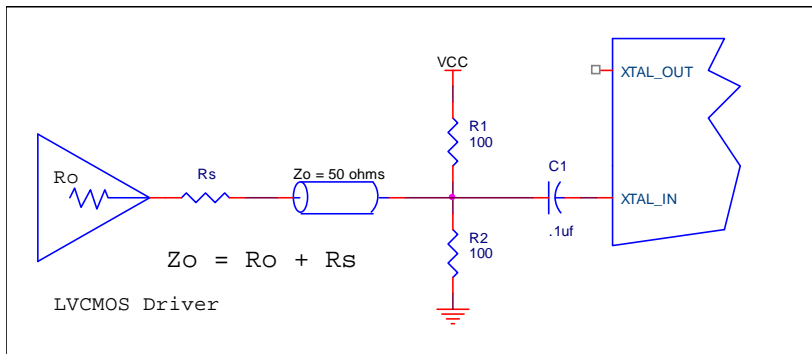 VCC
XTAL_OUT
R1
100
Ro
Rs
Zo = 50 ohms
C1
.1uf
XTAL_IN
R2
100
Zo = Ro + Rs
LVCMOS Driver